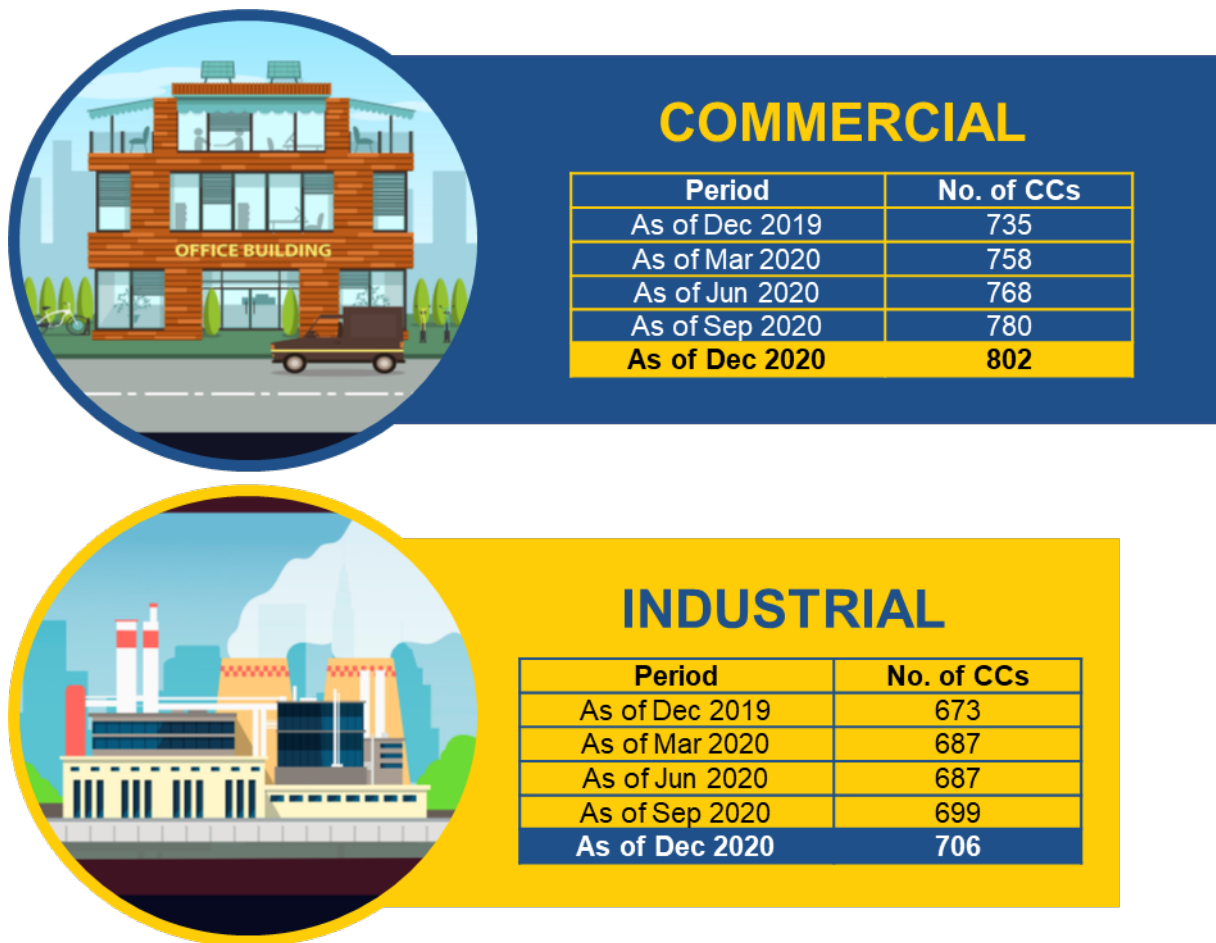 OFFICE BUILDING
COMMERCIAL
Period No. of CCs
As of Dec 2019 735
As of Mar 2020 758
As of Jun 2020 768
As of Sep 2020 780
As of Dec 2020 802
INDUSTRIAL
Period No. of CCs
As of Dec 2019 673
As of Mar 2020 687
As of Jun 2020 687
As of Sep 2020 699
As of Dec 2020 706